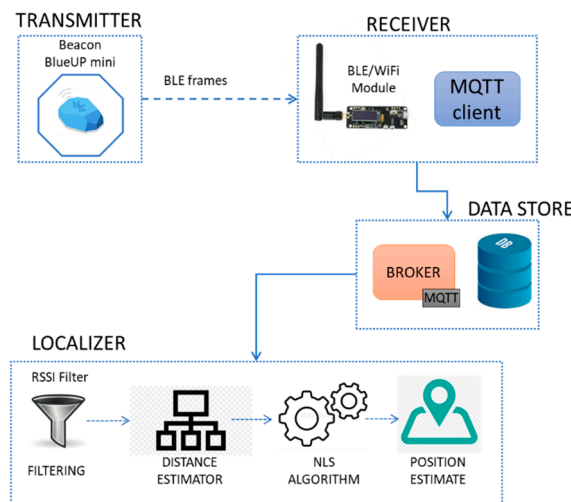 TRANSMITTER
Beacon
BlueUP mini
BLE frames
RECEIVER
BLE/WiFi
Module
MQTT
client
DATA STORE
BROKER
MQTT
DB
LOCALIZER
RSSI Filter
FILTERING
DISTANCE
ESTIMATOR
NLS
ALGORITHM
POSITION
ESTIMATE